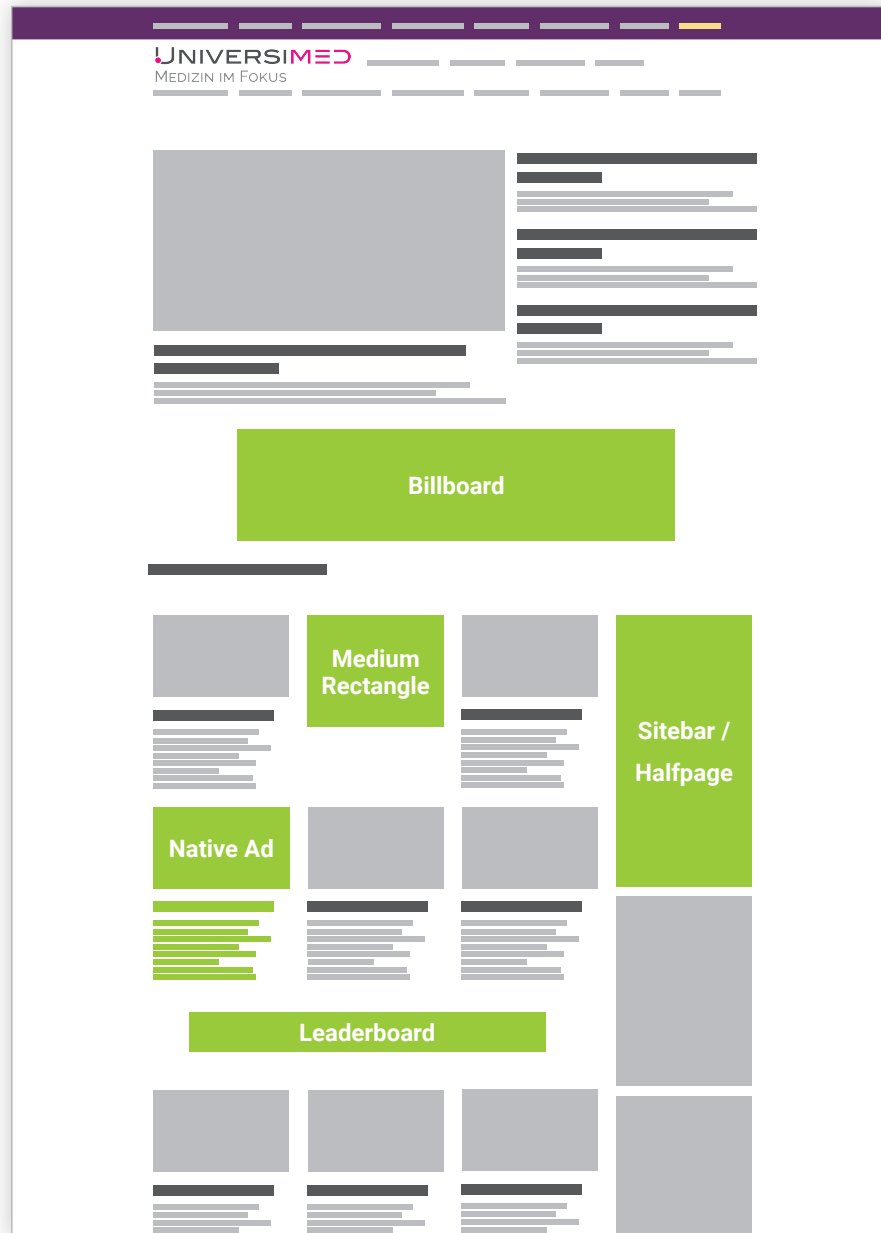 UNIVERSIMED
MEDIZIN IM FOKUS
Billboard
Medium
Rectangle
Sitebar /
Halfpage
Native Ad
Leaderboard